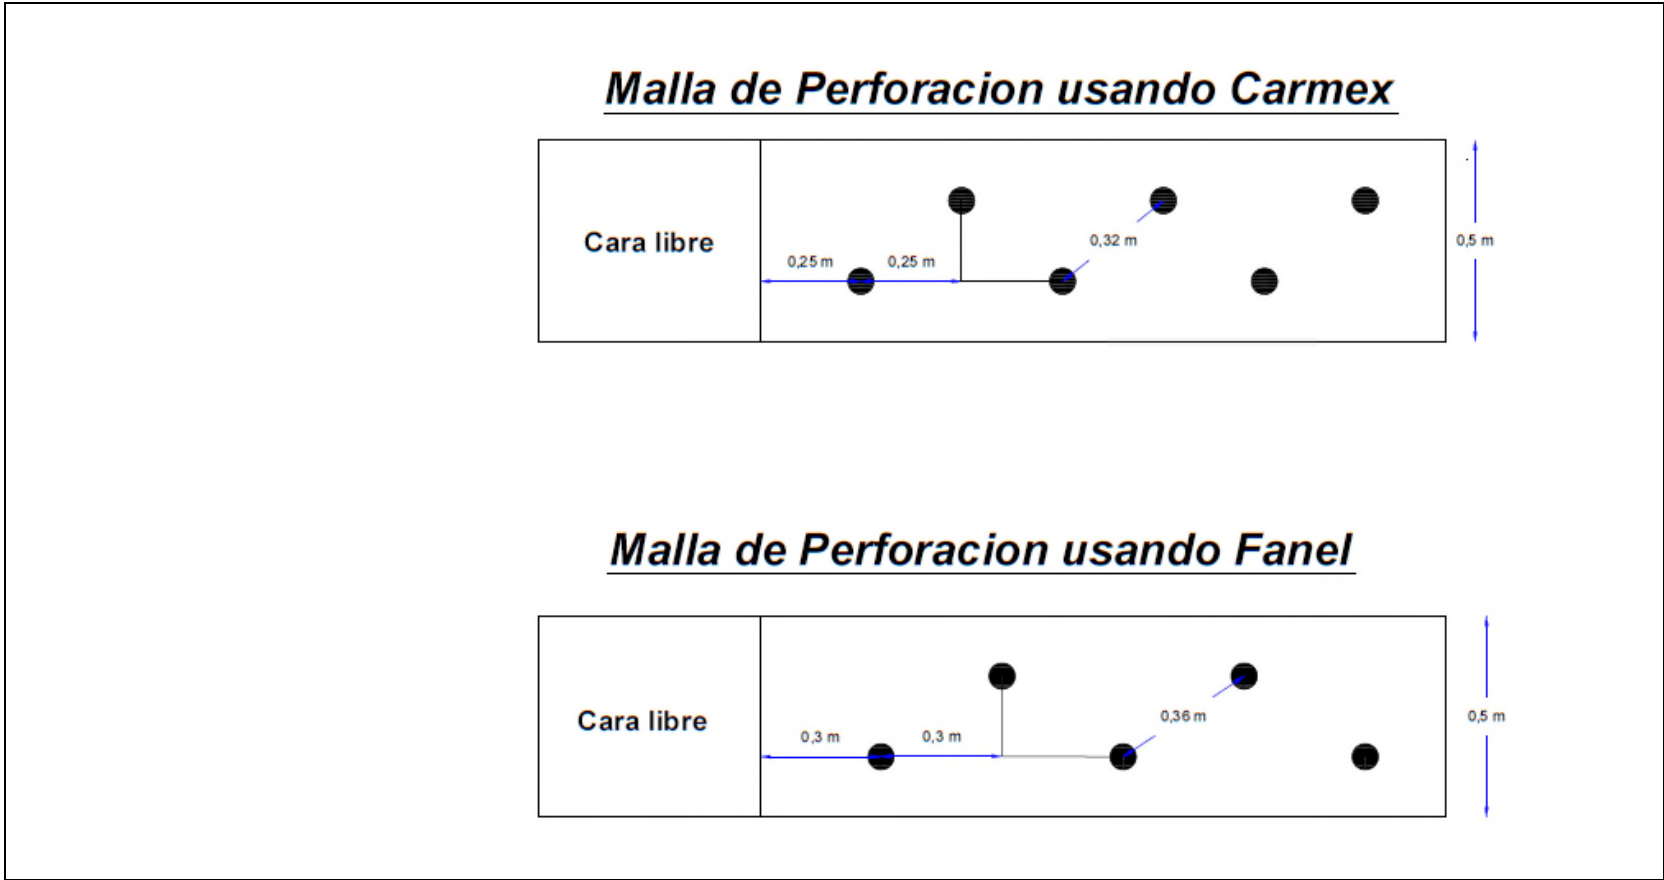 Malla de Perforacion usando Carmex
Cara libre
0,25 m
0,25 m
0,32 m
0,5 m
Malla de Perforacion usando Fanel
Cara libre
0,3 m
0,3 m
0,36 m
0,5 m